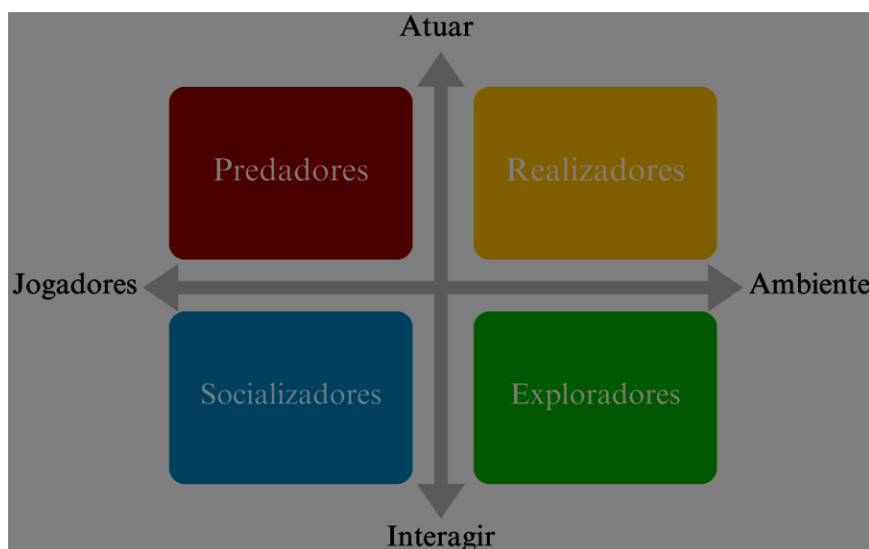 Atuar
Predadores
Realizadores
Jogadores
Ambiente
Socializadores
Exploradores
Interagir